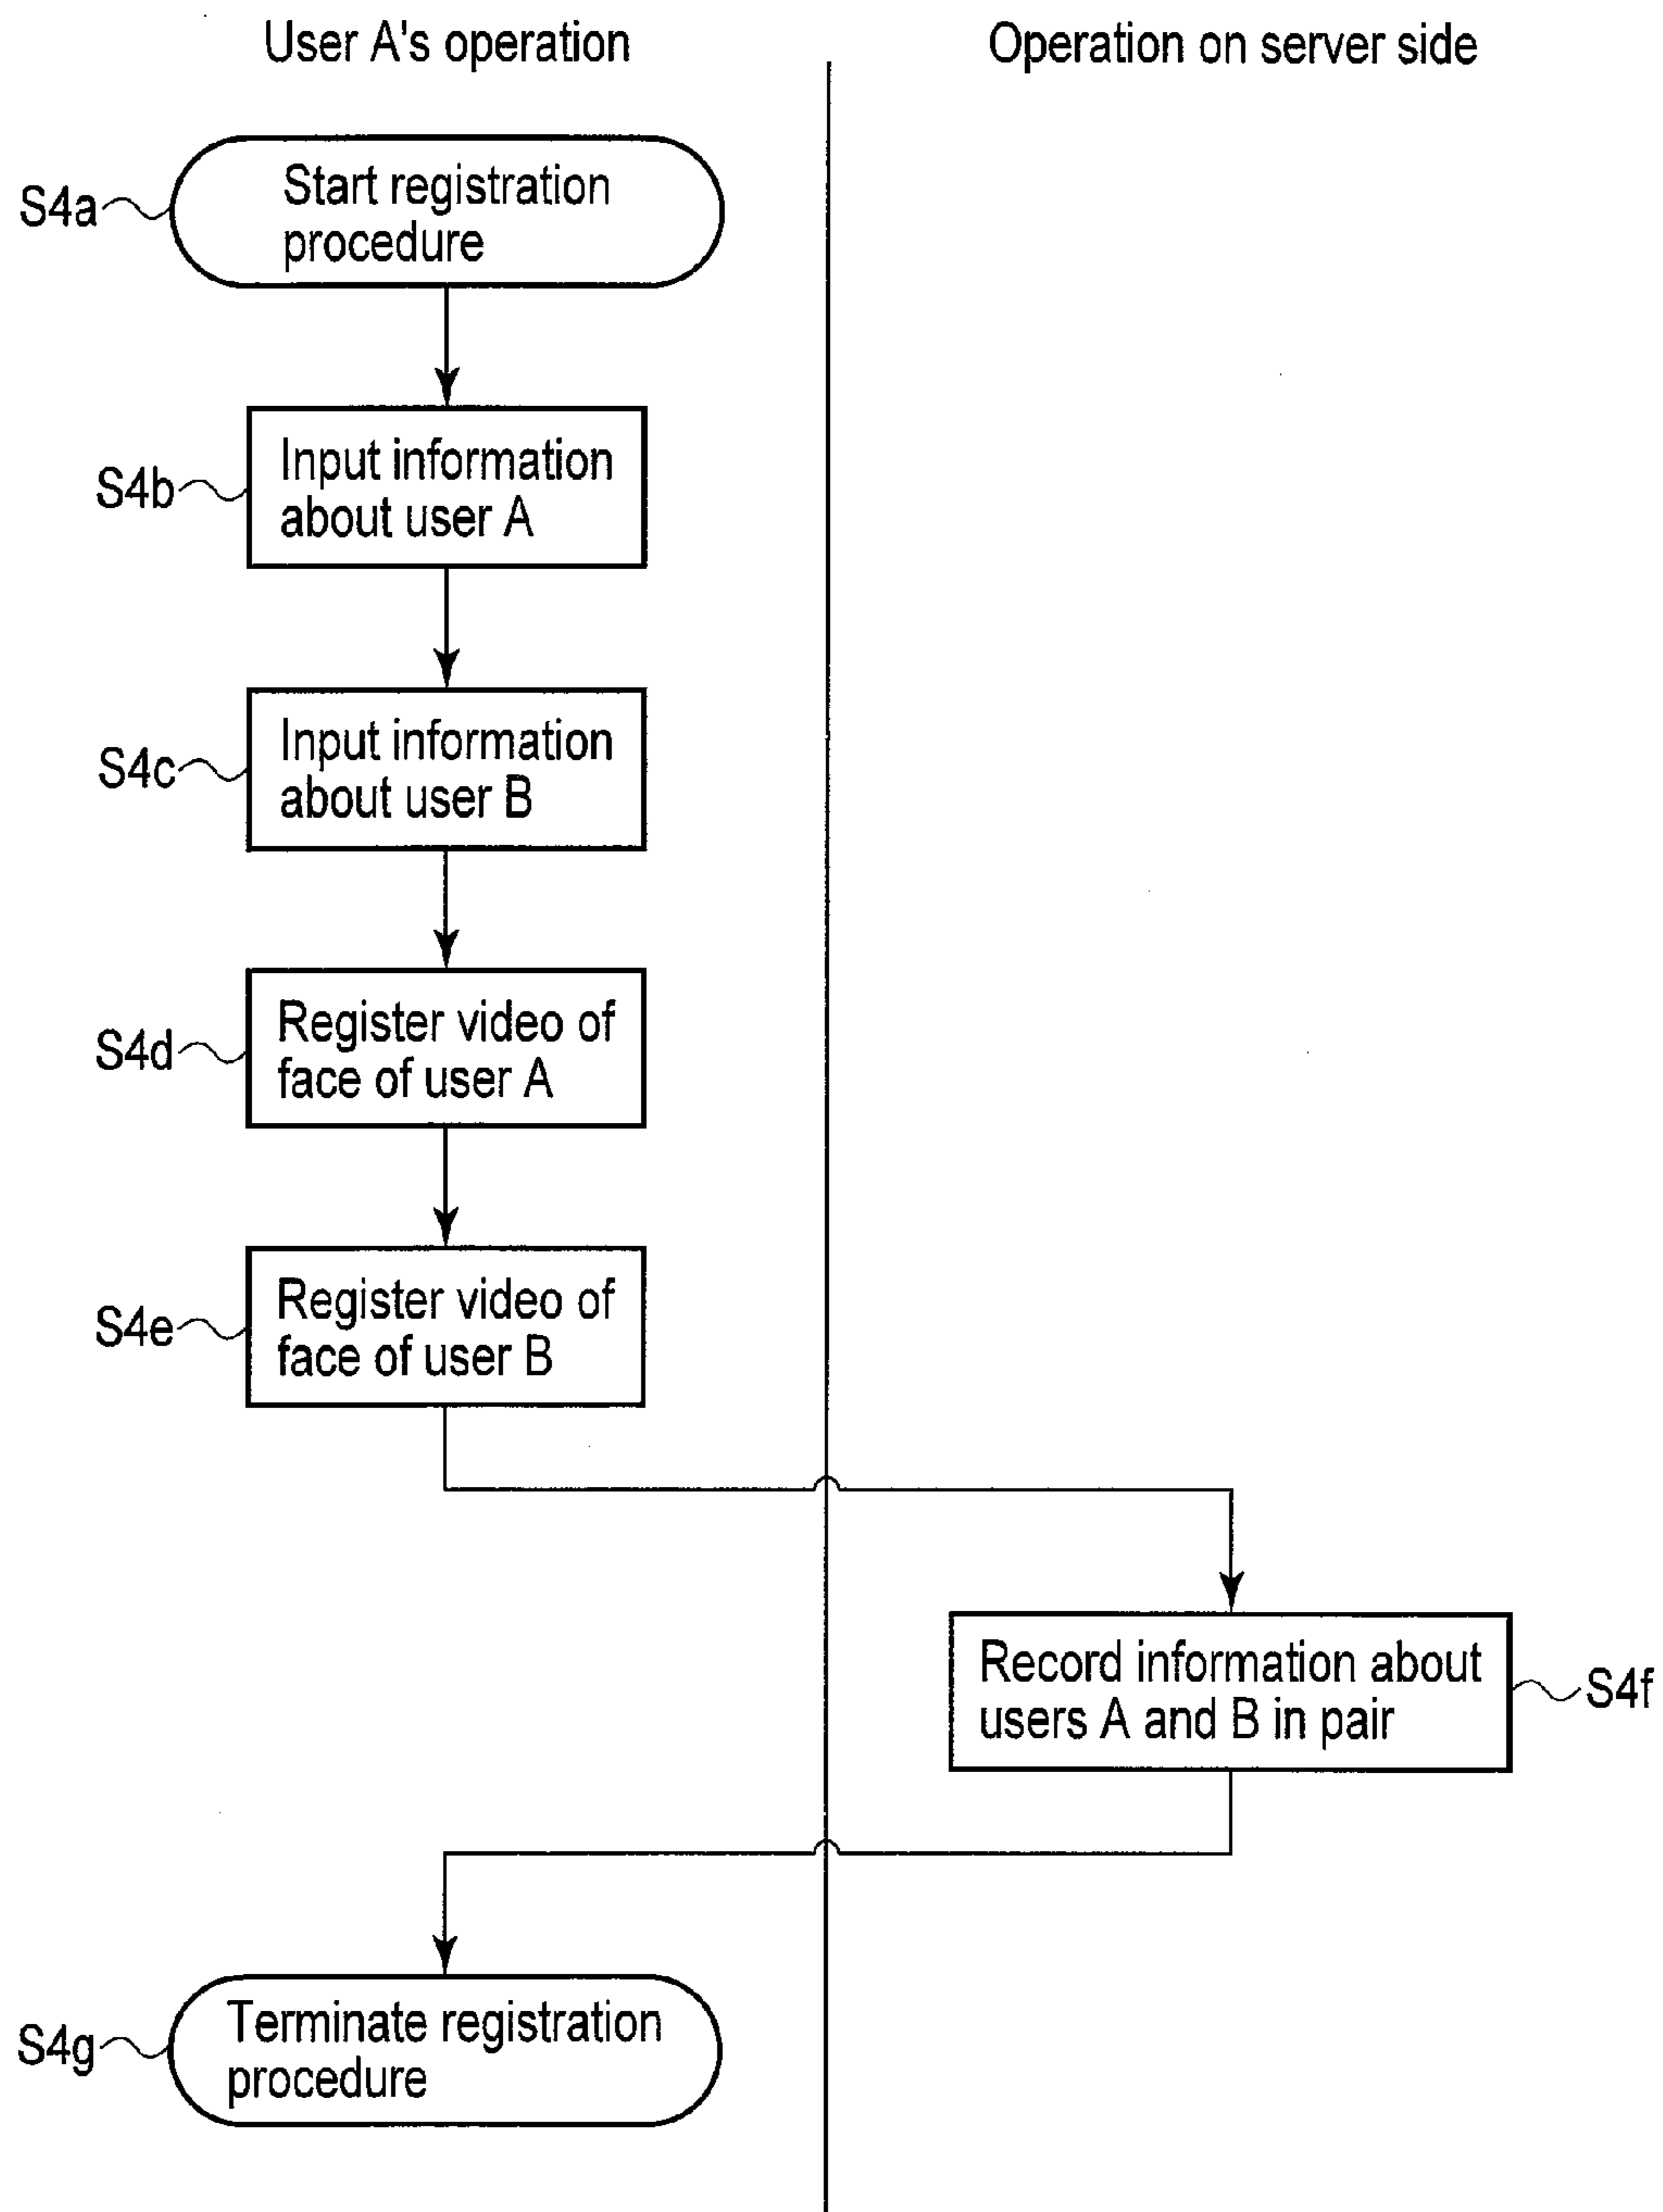 User A's operation
Operation on server side
S4a
Start registration
procedure
S4b
Input information
about user A
S4c
Input information
about user B
S4d
Register video of
face of user A
S4e
Register video of
face of user B
Record information about
users A and B in pair
S4f
S4g
Terminate registration
procedure